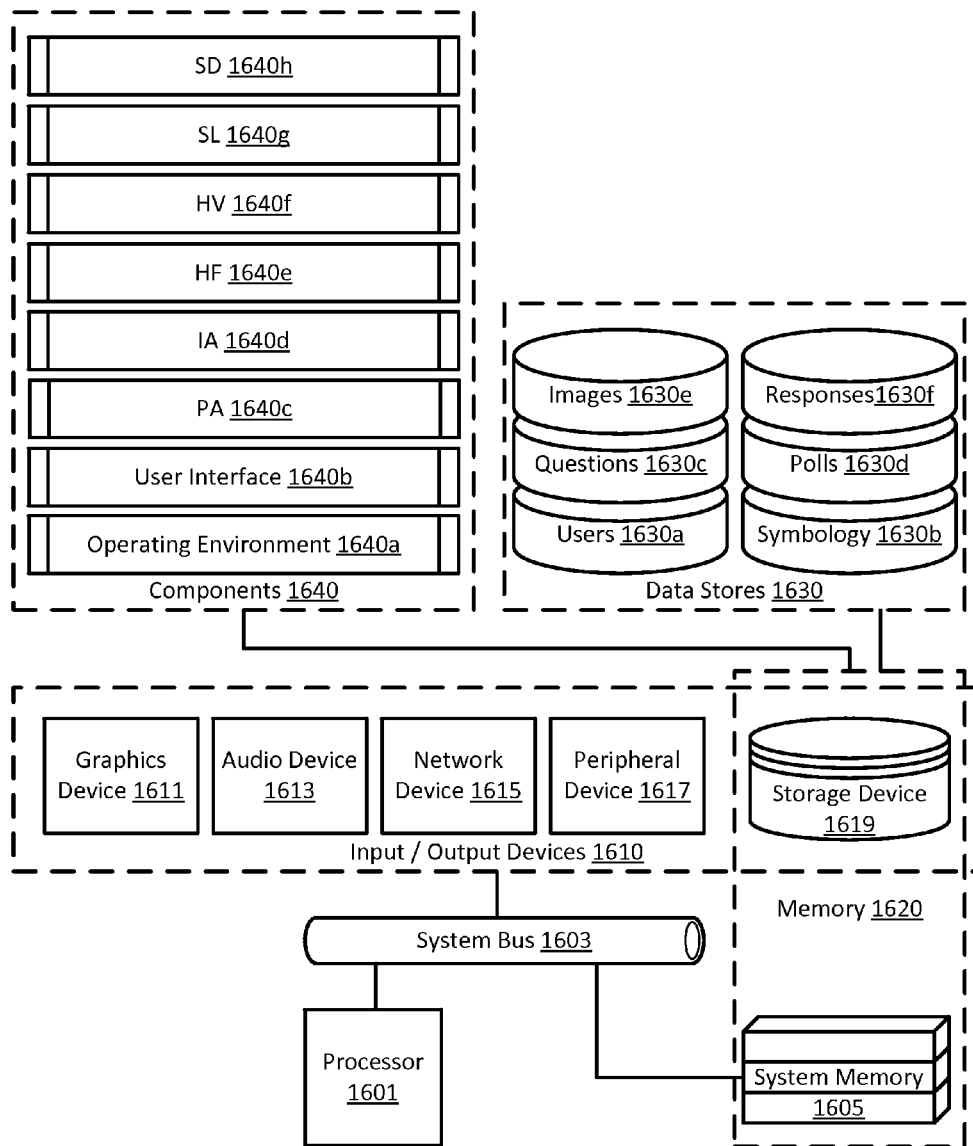 SD 1640h
SL 1640g
HV 1640f
HF 1640e
IA 1640d
PA 1640c
User Interface 1640b
Operating Environment 1640a
Components 1640
Images 1630e
Responses1630f
Questions 1630c
Polls 1630d
Users 1630a
Symbology 1630b
Data Stores 1630
Graphics
Device 1611
Audio Device
1613
Network
Device 1615
Peripheral
Device 1617
Storage Device
1619
Input / Output Devices 1610
Memory 1620
System Bus 1603
Processor
1601
System Memory
1605